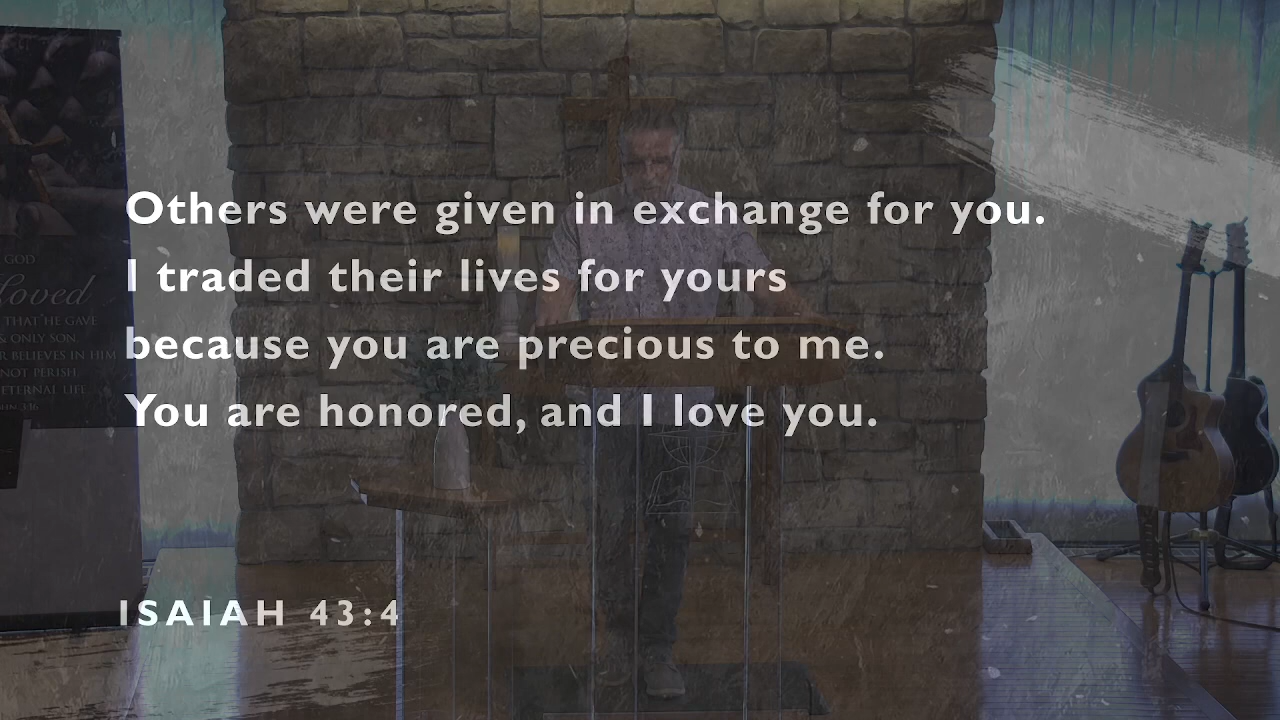 Others were given in exchange for you.
I traded their lives for yours
because you are precious to me.
You are honored, and I love you.
ISAIAH 43:4
GOD
loved
THAT HE GAVE
& ONLY SON
BELIEVES IN HIM
NOT PERISH
ETERNAL LIFE